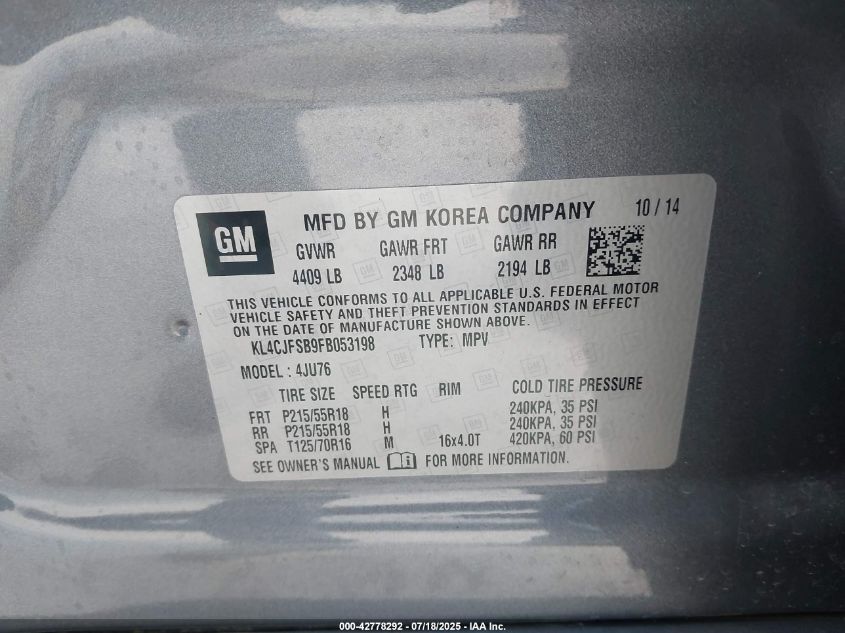 GM
MFD BY GM KOREA COMPANY 10 / 14
GVWR GAWR FRT GAWR RR
4409 LB 2348 LB 2194 LB
THIS VEHICLE CONFORMS TO ALL APPLICABLE U.S. FEDERAL MOTOR
VEHICLE SAFETY AND THEFT PREVENTION STANDARDS IN EFFECT
ON THE DATE OF MANUFACTURE SHOWN ABOVE.
KL4CJFSB9FB053198 TYPE: MPV
MODEL : 4JU76
TIRE SIZE SPEED RTG RIM COLD TIRE PRESSURE
FRT P215/55R18 H 240KPA, 35 PSI
RR P215/55R18 H 240KPA, 35 PSI
SPA T125/70R16 M 16x4.0T 420KPA, 60 PSI
SEE OWNER'S MANUAL FOR MORE INFORMATION.
000-42778292 - 07/18/2025 - IAA Inc.